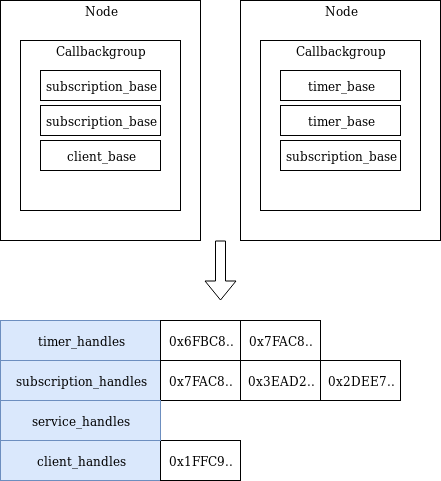 Node
Callbackgroup
subscription_base
subscription_base
client_base
Node
Callbackgroup
timer_base
timer_base
subscription_base
timer_handles 0x6FBC8.. 0x7FAC8..
subscription_handles 0x7FAC8.. 0x3EAD2.. 0x2DEE7..
service_handles
client_handles 0x1FFC9..